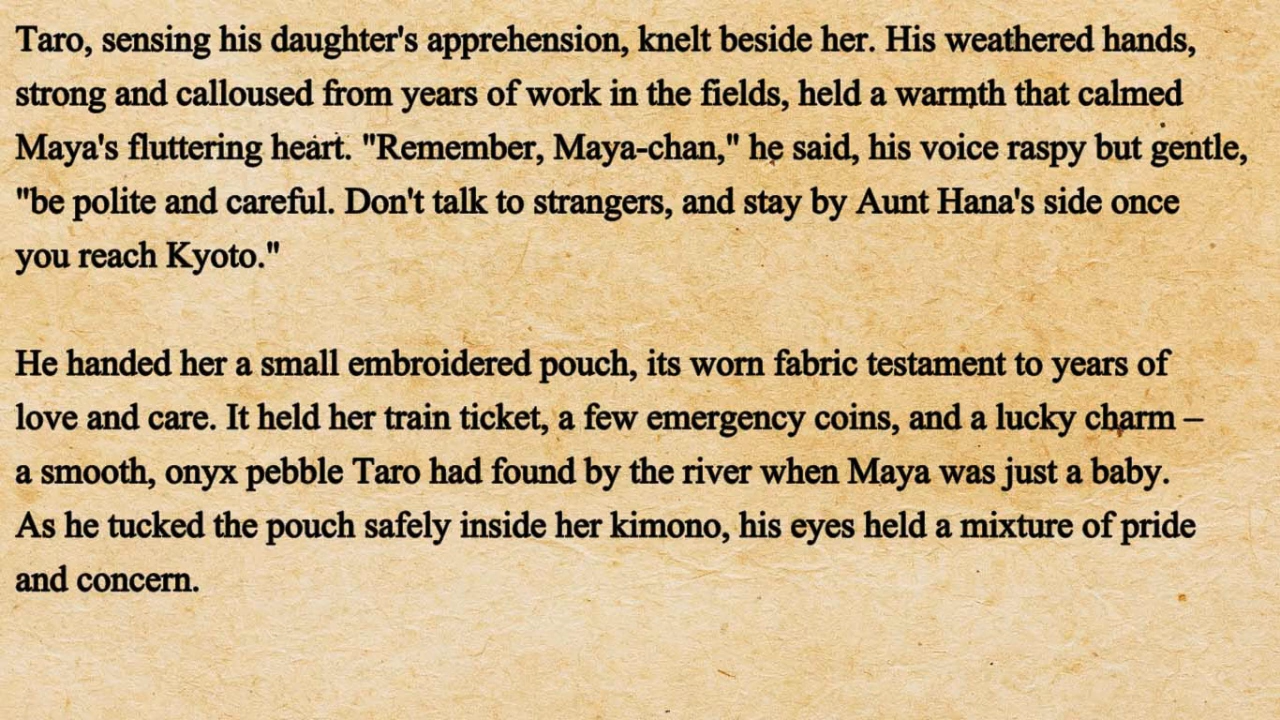 Taro, sensing his daughter's apprehension, knelt beside her. His weathered hands,
strong and calloused from years of work in the fields, held a warmth that calmed
Maya's fluttering heart. "Remember, Maya-chan," he said, his voice raspy but gentle,
"be polite and careful. Don't talk to strangers, and stay by Aunt Hana's side once
you reach Kyoto."
He handed her a small embroidered pouch, its worn fabric testament to years of
love and care. It held her train ticket, a few emergency coins, and a lucky charm –
a smooth, onyx pebble Taro had found by the river when Maya was just a baby.
As he tucked the pouch safely inside her kimono, his eyes held a mixture of pride
and concern.